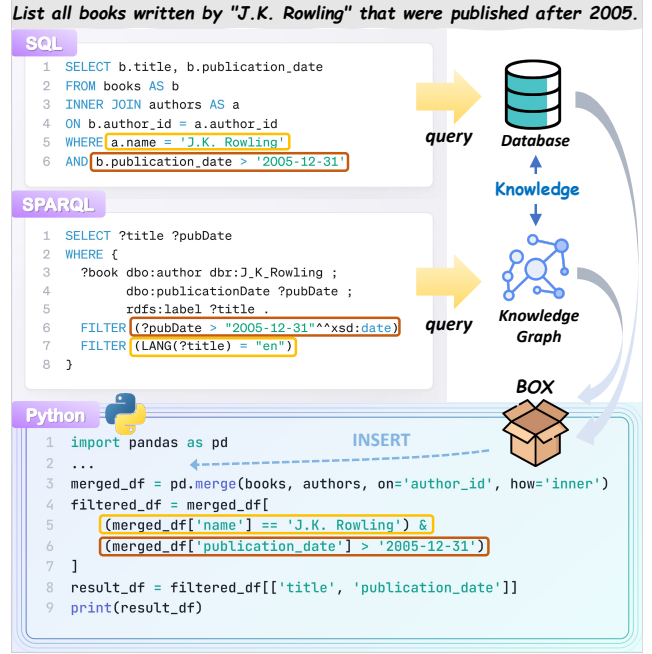 List all books written by "J.K. Rowling" that were published after 2005.
SQL
1 SELECT b.title, b.publication_date
2 FROM books AS b
3 INNER JOIN authors AS a
4 ON b.author_id = a.author_id
5 WHERE a.name = 'J.K. Rowling'
6 AND b.publication_date > '2005-12-31'
query
Database
Knowledge
SPARQL
1 SELECT ?title ?pubDate
2 WHERE {
3 ?book dbo:author dbr:J_K_Rowling ;
4 dbo:publicationDate ?pubDate ;
5 rdfs:label ?title .
6 FILTER (?pubDate > "2005-12-31"^^xsd:date)
7 FILTER (LANG(?title) = "en")
8 }
query
Knowledge
Graph
BOX
Python
INSERT
1 import pandas as pd
2 ...
3 merged_df = pd.merge(books, authors, on='author_id', how='inner')
4 filtered_df = merged_df[
5 (merged_df['name'] == 'J.K. Rowling') &
6 (merged_df['publication_date'] > '2005-12-31')
7 ]
8 result_df = filtered_df[['title', 'publication_date']]
9 print(result_df)